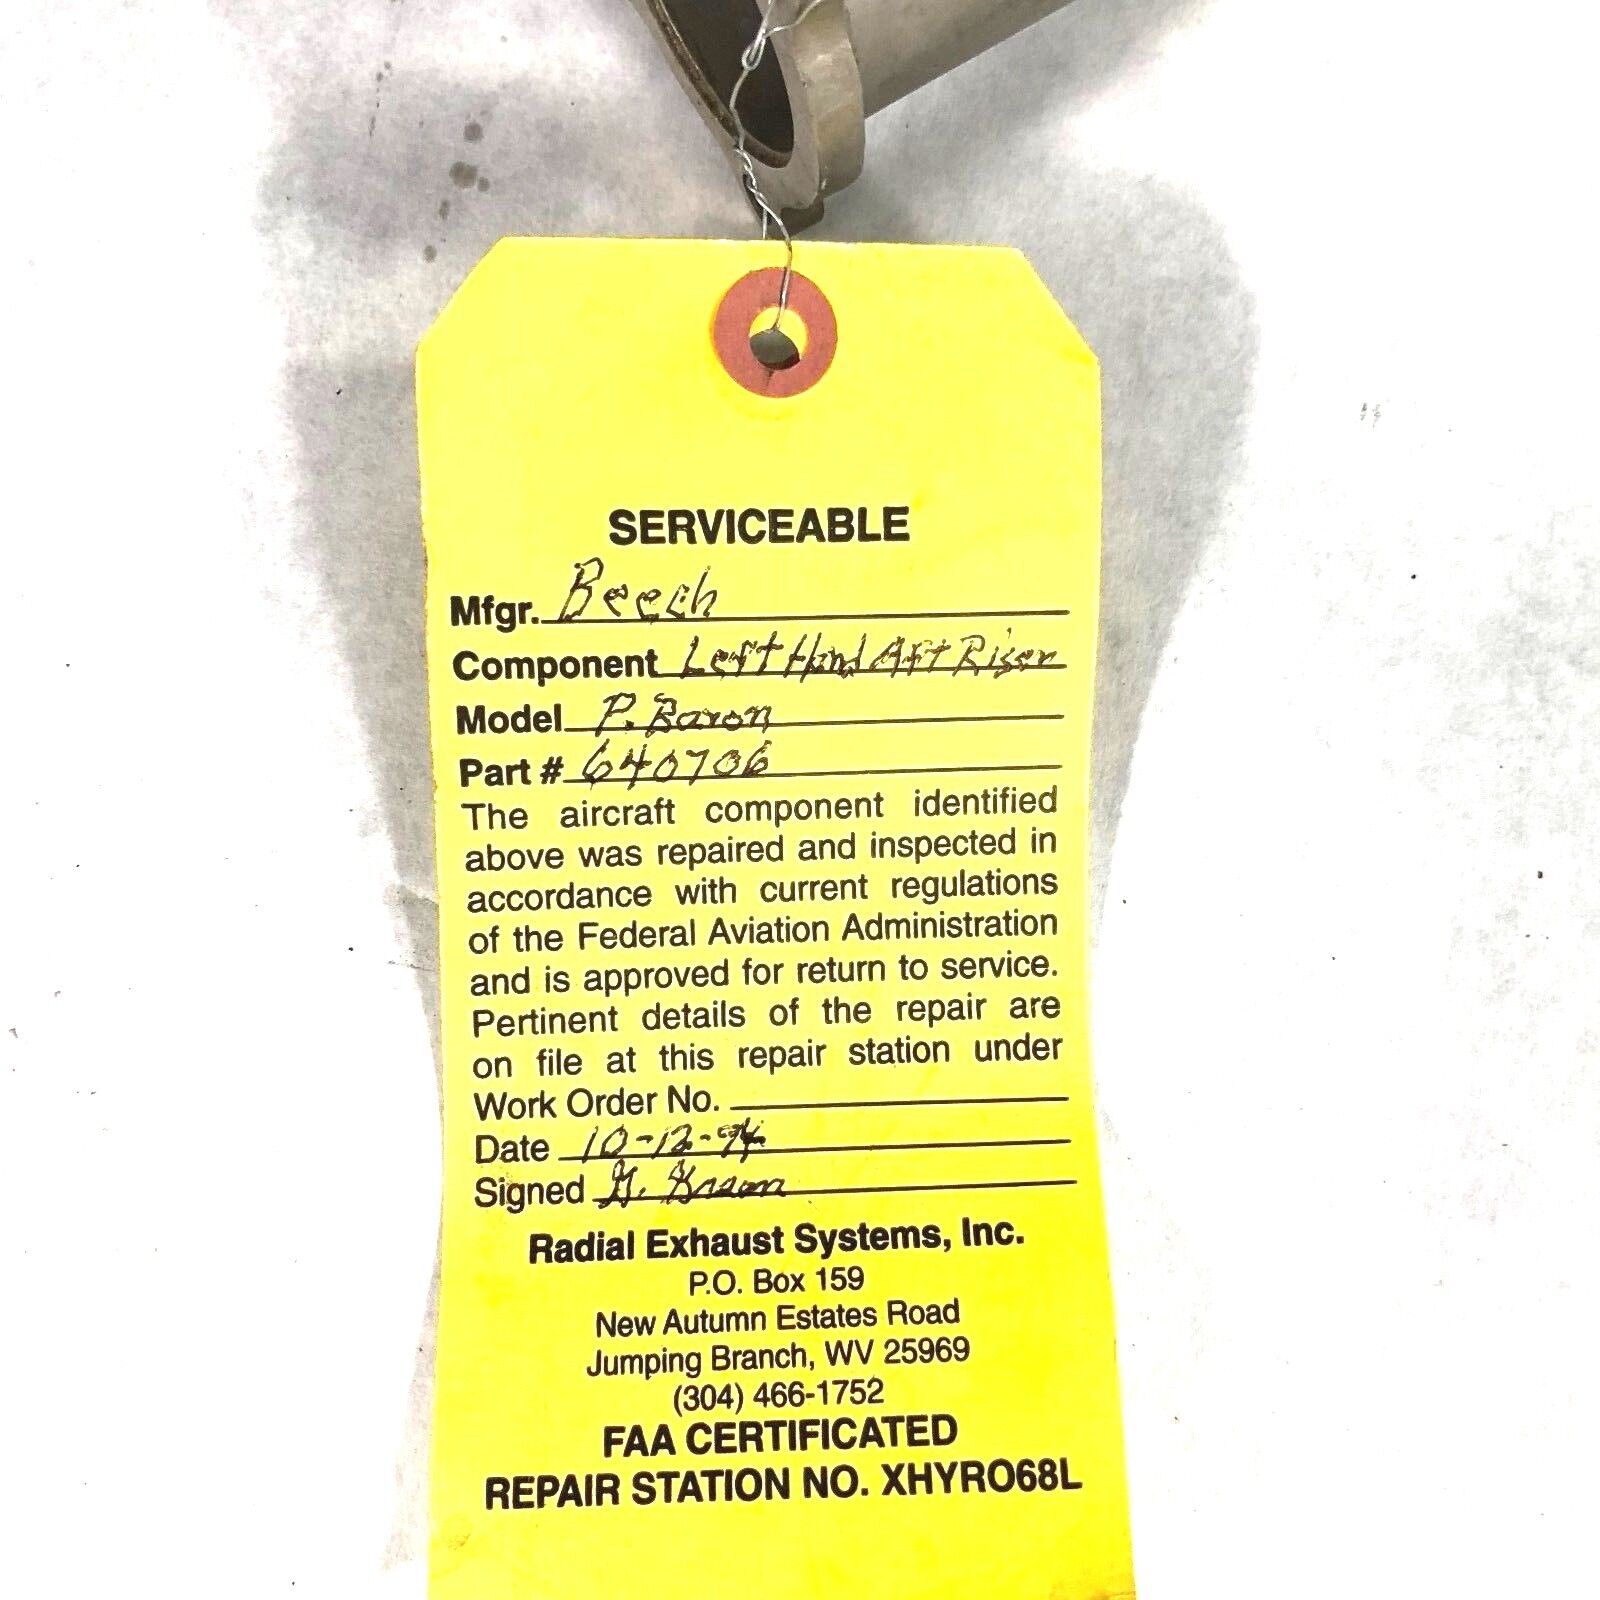 SERVICEABLE
Mfgr. Beech
Component Left Hand Aft Riser
Model P. Baron
Part # 640706
The aircraft component identified
above was repaired and inspected in
accordance with current regulations
of the Federal Aviation Administration
and is approved for return to service.
Pertinent details of the repair are
on file at this repair station under
Work Order No.
Date 10-12-94
Signed G.
Radial Exhaust Systems, Inc.
P.O. Box 159
New Autumn Estates Road
Jumping Branch, WV 25969
(304) 466-1752
FAA CERTIFICATED
REPAIR STATION NO. XHYRO68L